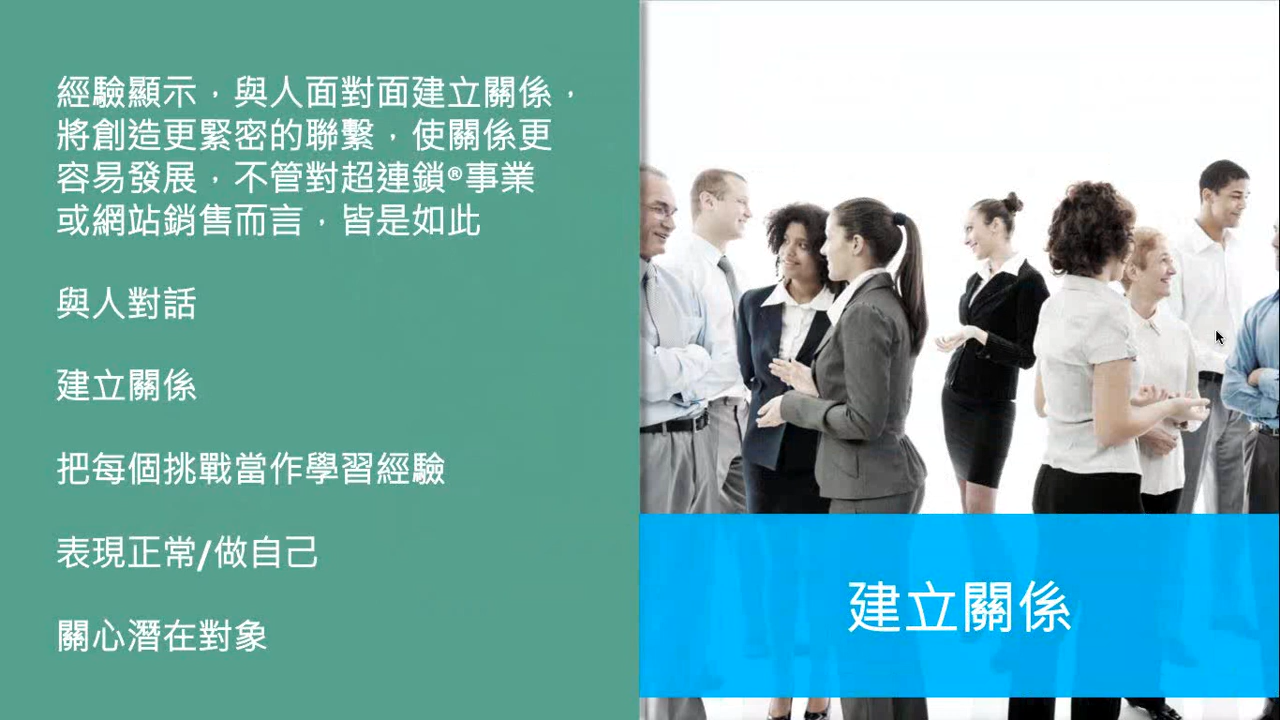 經驗顯示，與人面對面建立關係，
將創造更緊密的聯繫，使關係更
容易發展，不管對超連鎖®事業
或網站銷售而言，皆是如此
與人對話
建立關係
把每個挑戰當作學習經驗
表現正常/做自己
關心潛在對象
建立關係